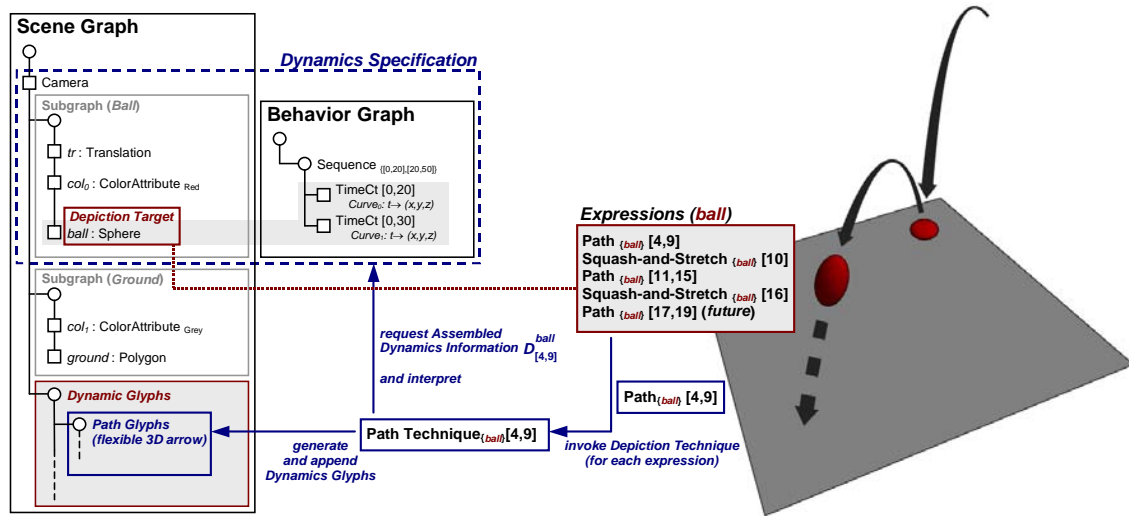 Scene Graph
Dynamics Specification
Camera
Subgraph (Ball)
tr : Translation
col0 : ColorAttribute Red
Depiction Target
ball : Sphere
Behavior Graph
Sequence {[0,20],[20,50]}
TimeCt [0,20]
Curve0: t→ (x,y,z)
TimeCt [0,30]
Curve1: t→ (x,y,z)
Subgraph (Ground)
col1 : ColorAttribute Grey
ground : Polygon
Dynamic Glyphs
Path Glyphs
(flexible 3D arrow)
Expressions (ball)
Path {ball} [4,9]
Squash-and-Stretch {ball} [10]
Path {ball} [11,15]
Squash-and-Stretch {ball} [16]
Path {ball} [17,19] (future)
request Assembled
Dynamics Information D ball [4,9]
and interpret
Path{ball} [4,9]
Path Technique{ball}[4,9]
invoke Depiction Technique
(for each expression)
generate
and append
Dynamics Glyphs